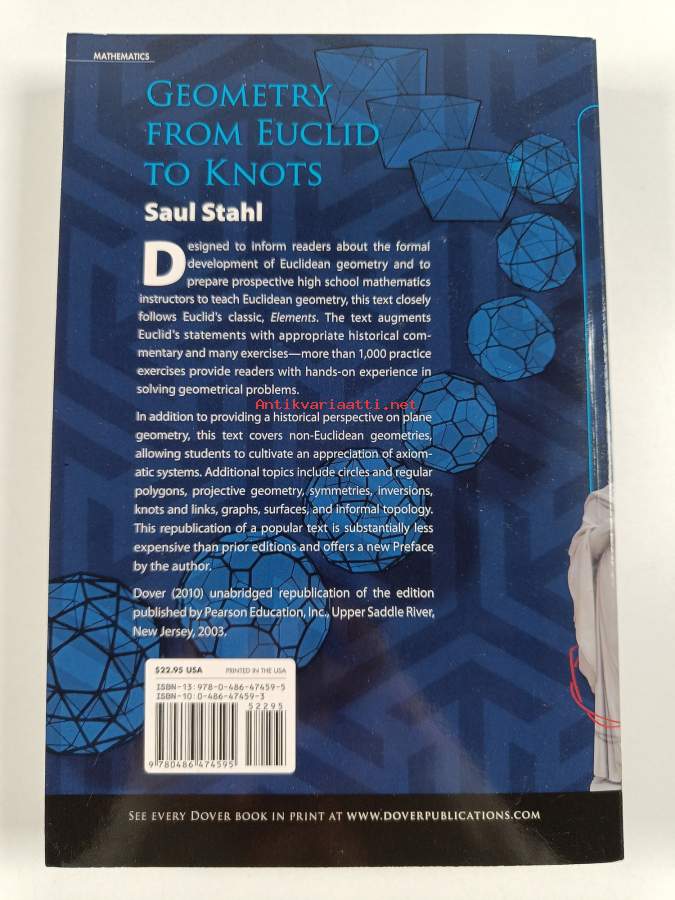 MATHEMATICS
GEOMETRY
FROM EUCLID
TO KNOTS
Saul Stahl
Designed to inform readers about the formal
development of Euclidean geometry and to
prepare prospective high school mathematics
instructors to teach Euclidean geometry, this text closely
follows Euclid's classic, Elements. The text augments
Euclid's statements with appropriate historical com-
mentary and many exercises—more than 1,000 practice
exercises provide readers with hands-on experience in
solving geometrical problems.
Antikvariaatti.net
In addition to providing a historical perspective on plane
geometry, this text covers non-Euclidean geometries,
allowing students to cultivate an appreciation of axiom-
atic systems. Additional topics include circles and regular
polygons, projective geometry, symmetries, inversions,
knots and links, graphs, surfaces, and informal topology.
This republication of a popular text is substantially less
expensive than prior editions and offers a new Preface
by the author.
Dover (2010) unabridged republication of the edition
published by Pearson Education, Inc., Upper Saddle River,
New Jersey, 2003.
$22.95 USA PRINTED IN THE USA
ISBN-13: 978-0-486-47459-5
ISBN-10: 0-486-47459-3
52295
9 780486 474595
SEE EVERY DOVER BOOK IN PRINT AT WWW.DOVERPUBLICATIONS.COM